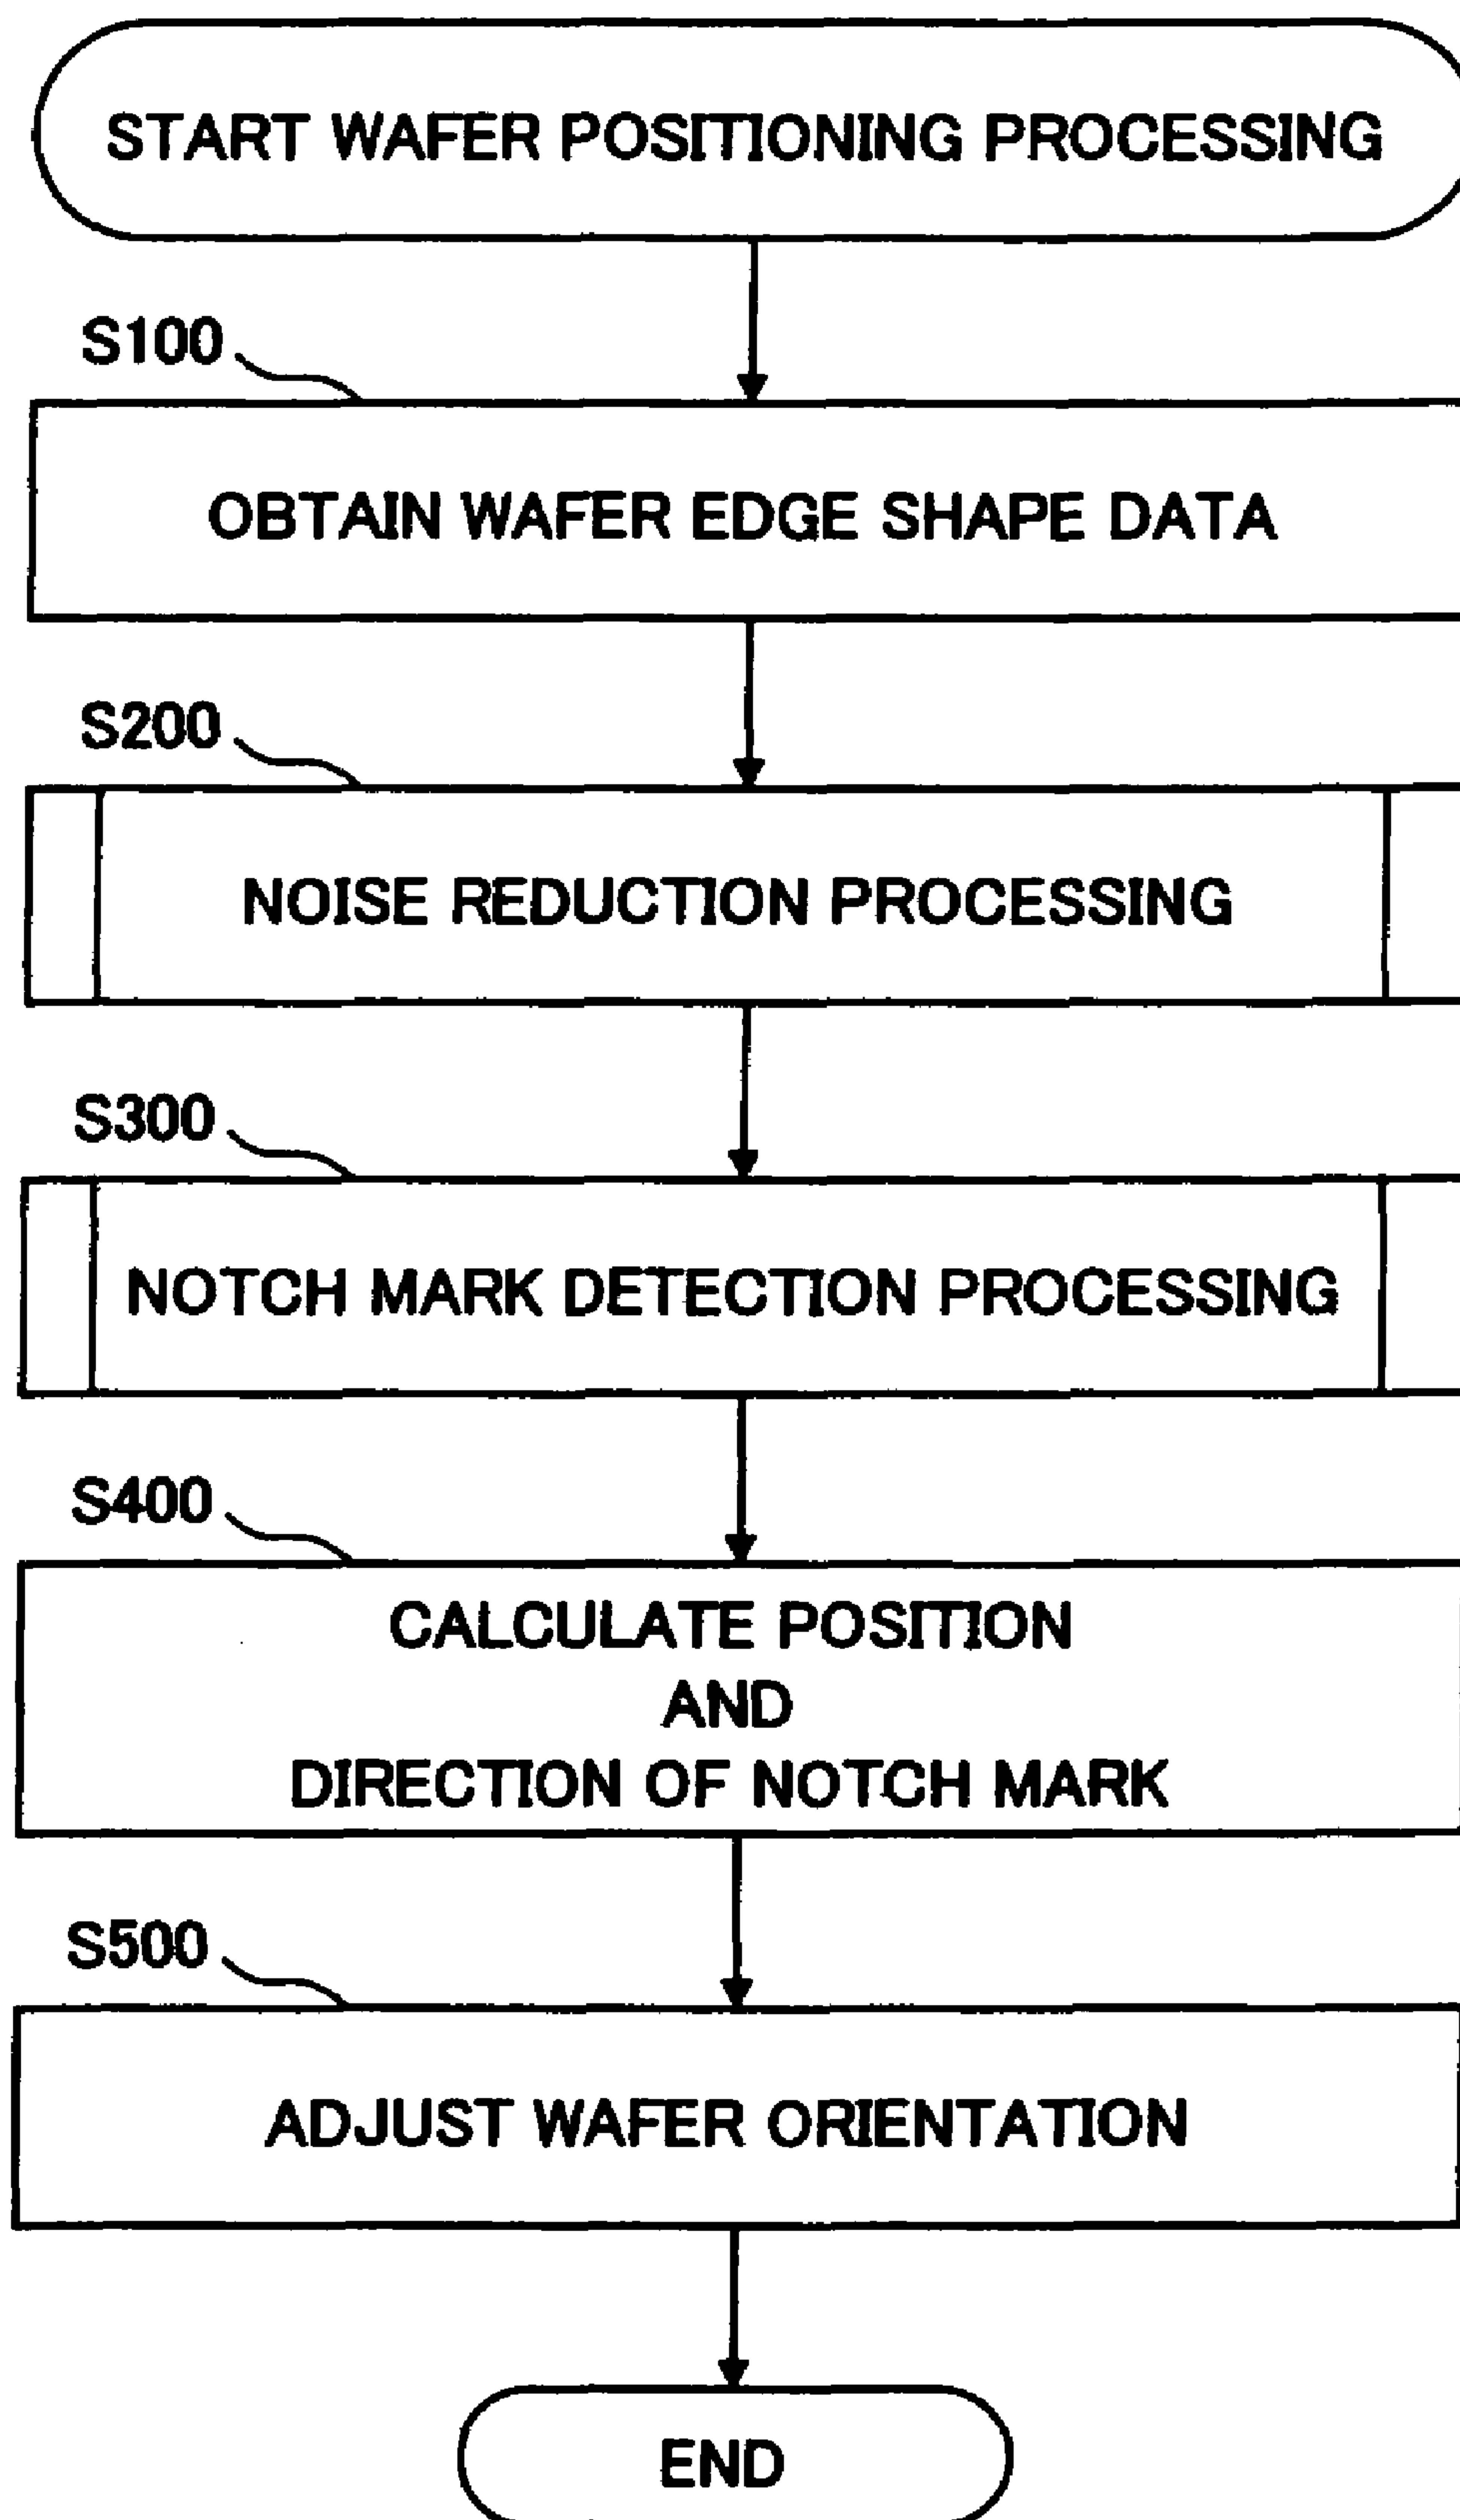 START WAFER POSITIONING PROCESSING
S100
OBTAIN WAFER EDGE SHAPE DATA
S200
NOISE REDUCTION PROCESSING
S300
NOTCH MARK DETECTION PROCESSING
S400
CALCULATE POSITION
AND
DIRECTION OF NOTCH MARK
S500
ADJUST WAFER ORIENTATION
END